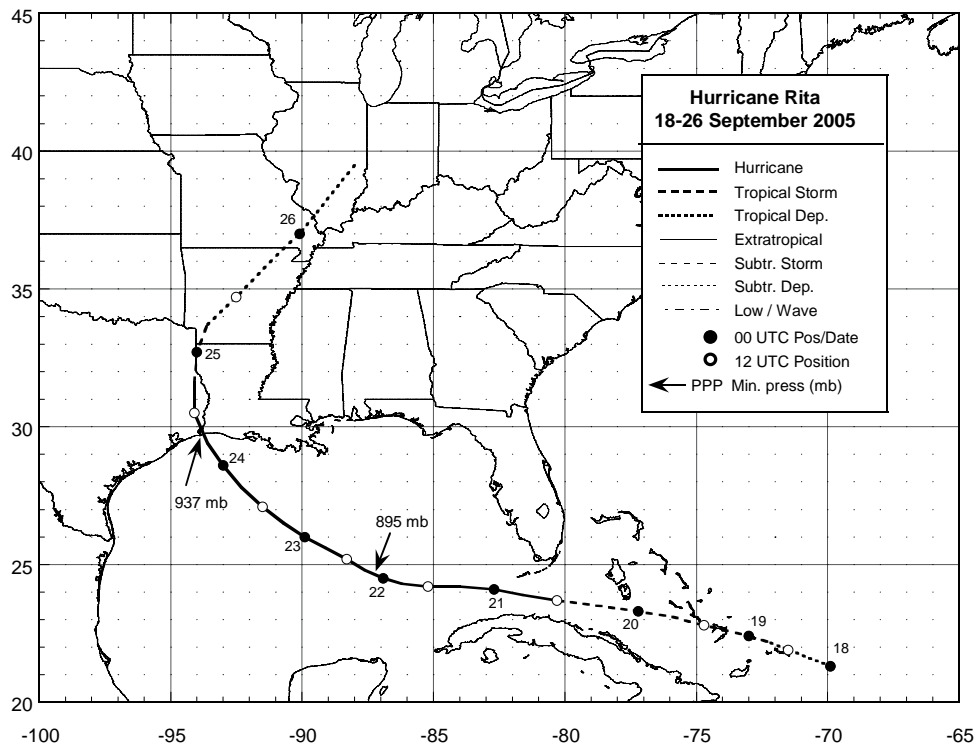 45
40
35
30
25
20
-100
-95
-90
-85
-80
-75
-70
-65
Hurricane Rita
18-26 September 2005
Hurricane
Tropical Storm
Tropical Dep.
Extratropical
Subtr. Storm
Subtr. Dep.
Low / Wave
00 UTC Pos/Date
12 UTC Position
PPP Min. press (mb)
26
25
24
937 mb
895 mb
23
22
21
20
19
18